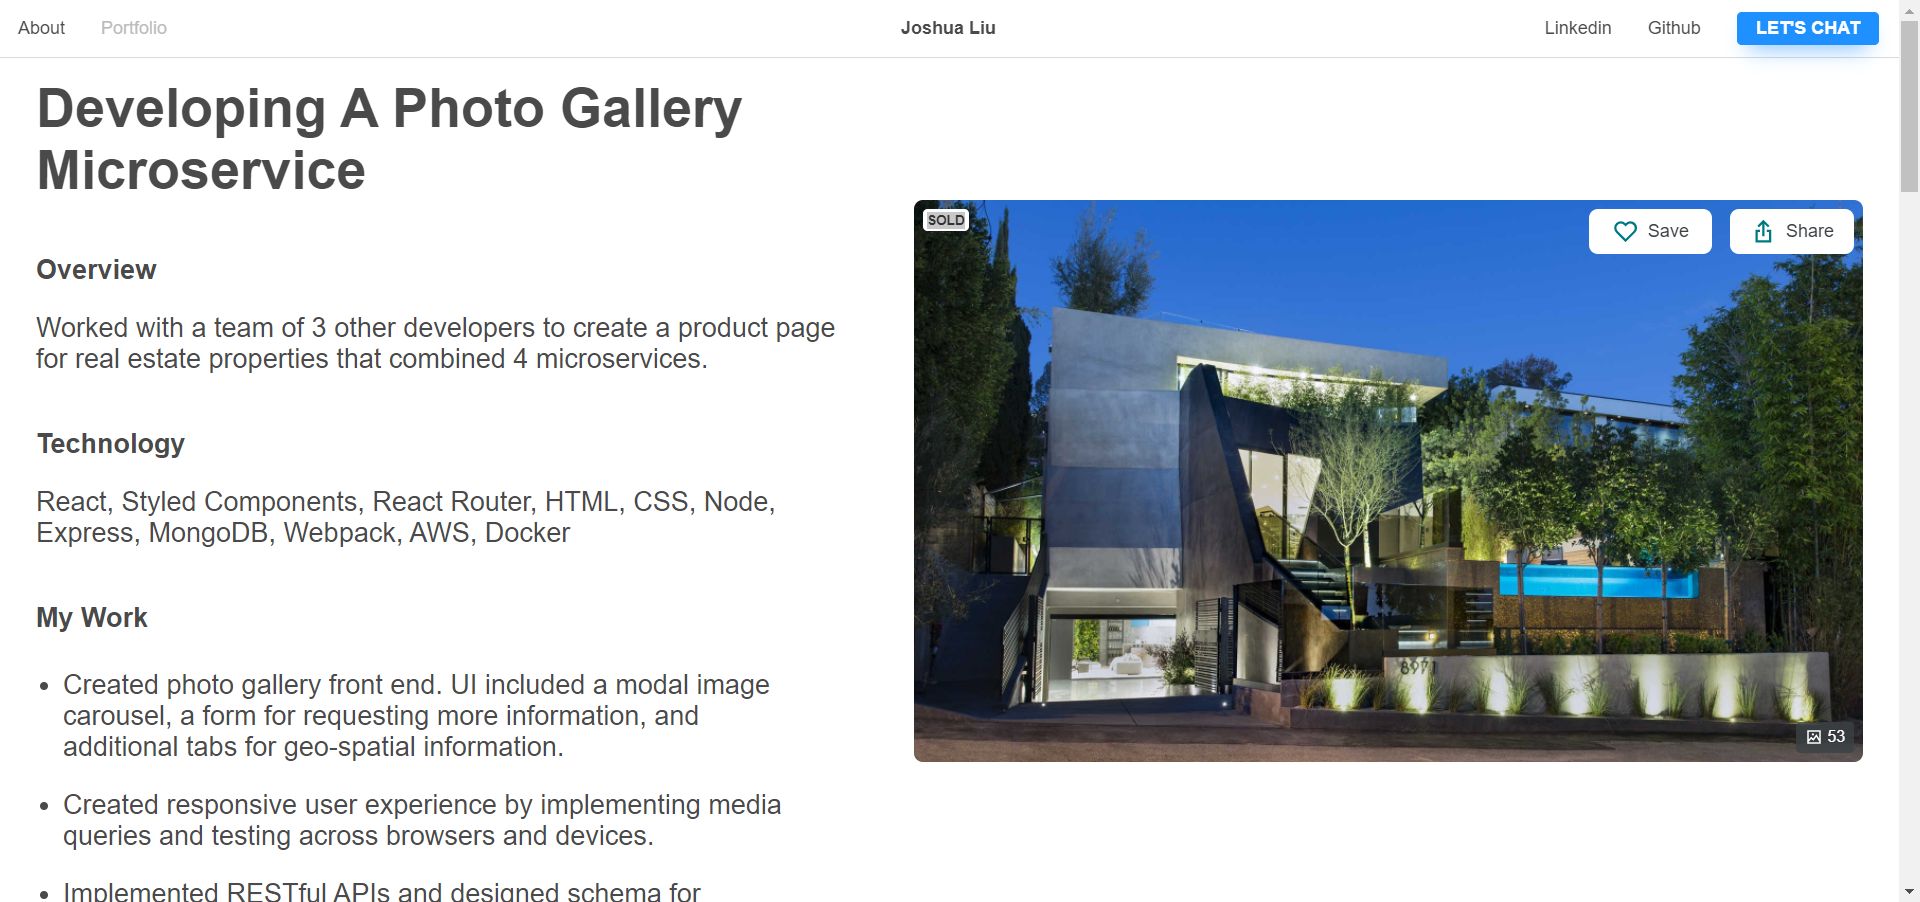 About Portfolio Joshua Liu Linkedin Github LET'S CHAT
Developing A Photo Gallery
Microservice
Overview
Worked with a team of 3 other developers to create a product page
for real estate properties that combined 4 microservices.
Technology
React, Styled Components, React Router, HTML, CSS, Node,
Express, MongoDB, Webpack, AWS, Docker
My Work
• Created photo gallery front end. UI included a modal image
carousel, a form for requesting more information, and
additional tabs for geo-spatial information.
• Created responsive user experience by implementing media
queries and testing across browsers and devices.
• Implemented RESTful APIs and designed schema for
SOLD
Save
Share
8971
53